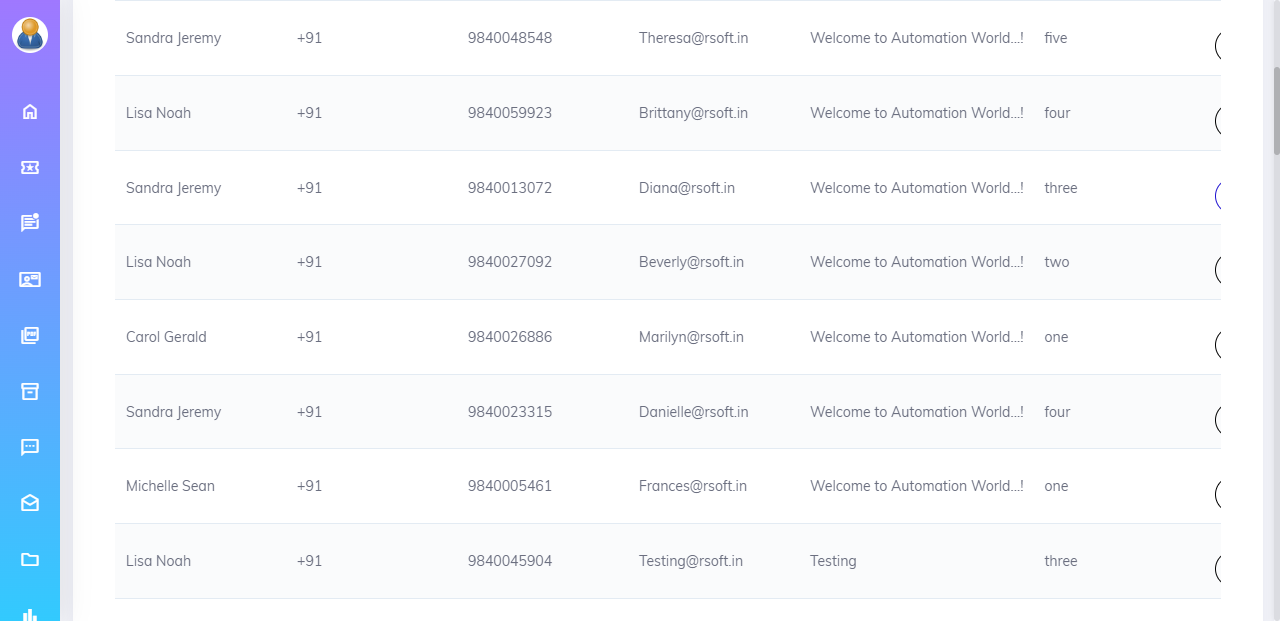 Sandra Jeremy +91 9840048548 Theresa@rsoft.in Welcome to Automation World...! five
Lisa Noah +91 9840059923 Brittany@rsoft.in Welcome to Automation World...! four
Sandra Jeremy +91 9840013072 Diana@rsoft.in Welcome to Automation World...! three
Lisa Noah +91 9840027092 Beverly@rsoft.in Welcome to Automation World...! two
Carol Gerald +91 9840026886 Marilyn@rsoft.in Welcome to Automation World...! one
Sandra Jeremy +91 9840023315 Danielle@rsoft.in Welcome to Automation World...! four
Michelle Sean +91 9840005461 Frances@rsoft.in Welcome to Automation World...! one
Lisa Noah +91 9840045904 Testing@rsoft.in Testing three